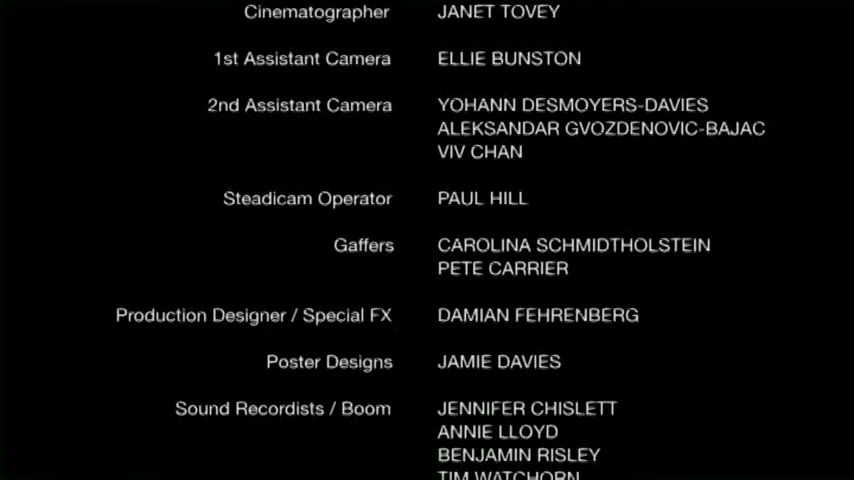 Cinematographer JANET TOVEY
1st Assistant Camera ELLIE BUNSTON
2nd Assistant Camera YOHANN DESMOYERS-DAVIES
ALEKSANDAR GVOZDENOVIC-BAJAC
VIV CHAN
Steadicam Operator PAUL HILL
Gaffers CAROLINA SCHMIDTHOLSTEIN
PETE CARRIER
Production Designer / Special FX DAMIAN FEHRENBERG
Poster Designs JAMIE DAVIES
Sound Recordists / Boom JENNIFER CHISLETT
ANNIE LLOYD
BENJAMIN RISLEY
TIM WATCHORN